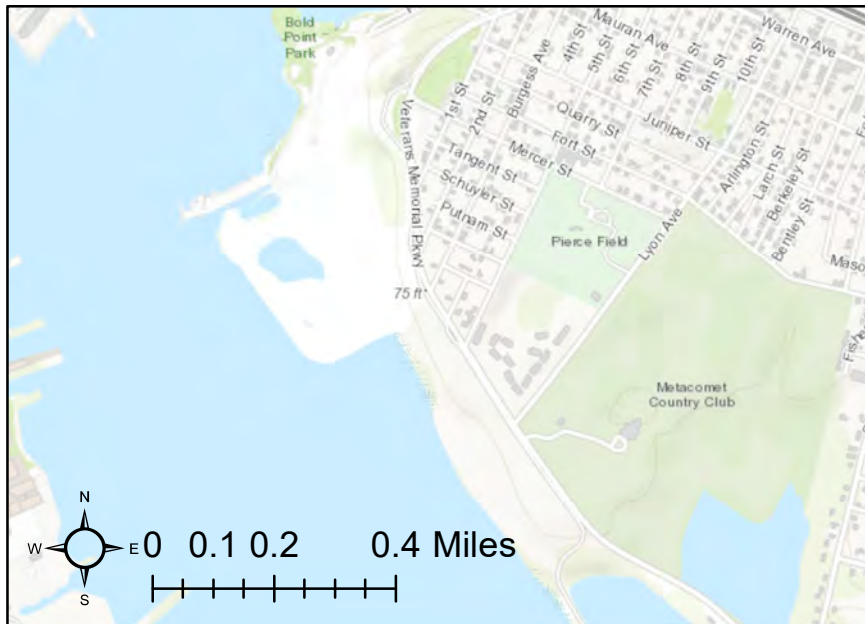 Bold
Point
Park
Mauran Ave
Warren Ave
4th St
5th St
6th St
7th St
8th St
9th St
10th St
Burgess Ave
1st St
2nd St
Veterans Memorial Pkwy
Quarry St
Juniper St
Fort St
Mercer St
Tangent St
Schuyler St
Putnam St
Arlington St
Larch St
Berkeley St
Bentley St
Lyon Ave
Pierce Field
Maso
75 ft
Fishe
Metacomet
Country Club
N
W
E
S
0 0.1 0.2 0.4 Miles